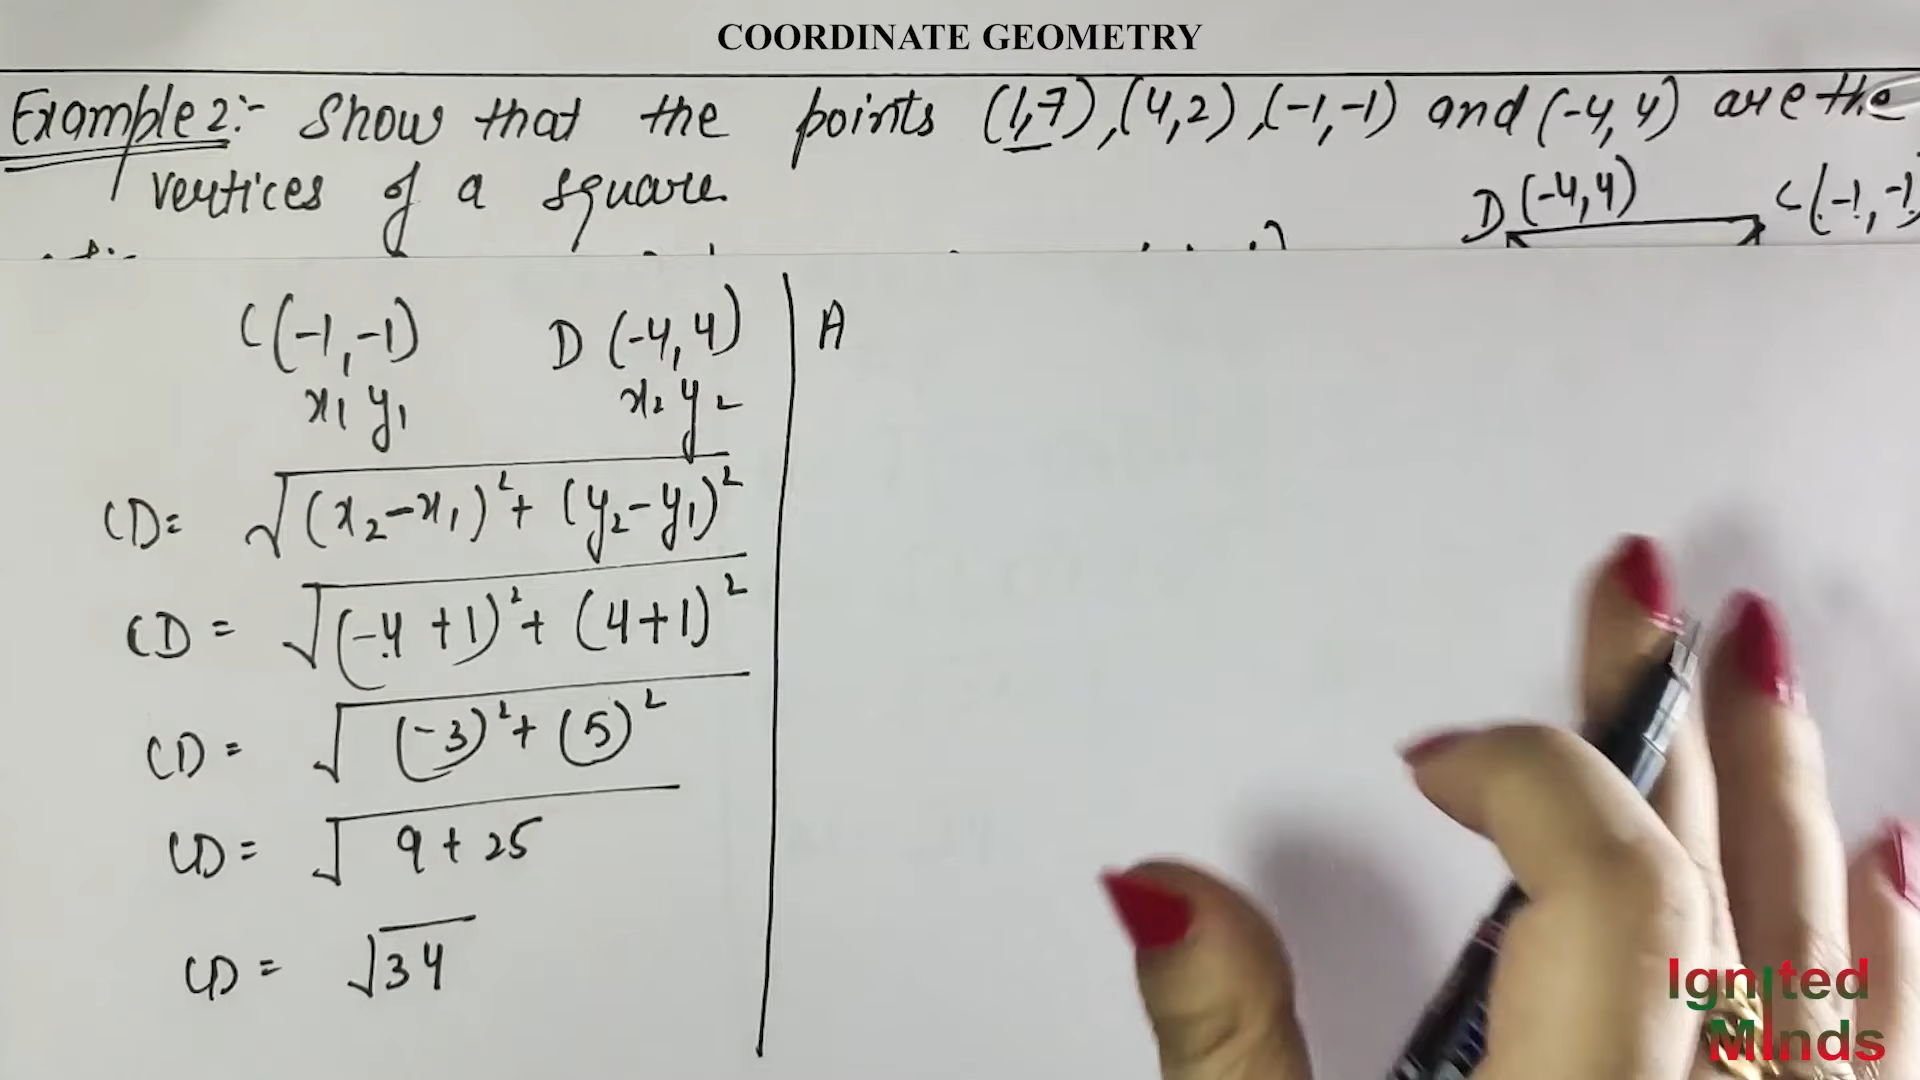 COORDINATE GEOMETRY
Example 2:- Show that the points (1,7), (4,2), (-1,-1) and (-4,4) are the
vertices of a square
D (-4,4) C(-1,-1
C(-1,-1) D (-4,4) A
x₁ y₁ x₂ y₂
CD= √(x₂-x₁)²+ (y₂-y₁)²
CD = √(-4+1)²+ (4+1)²
CD = √(-3)²+ (5)²
CD = √9+25
CD = √34
Ignited
Minds